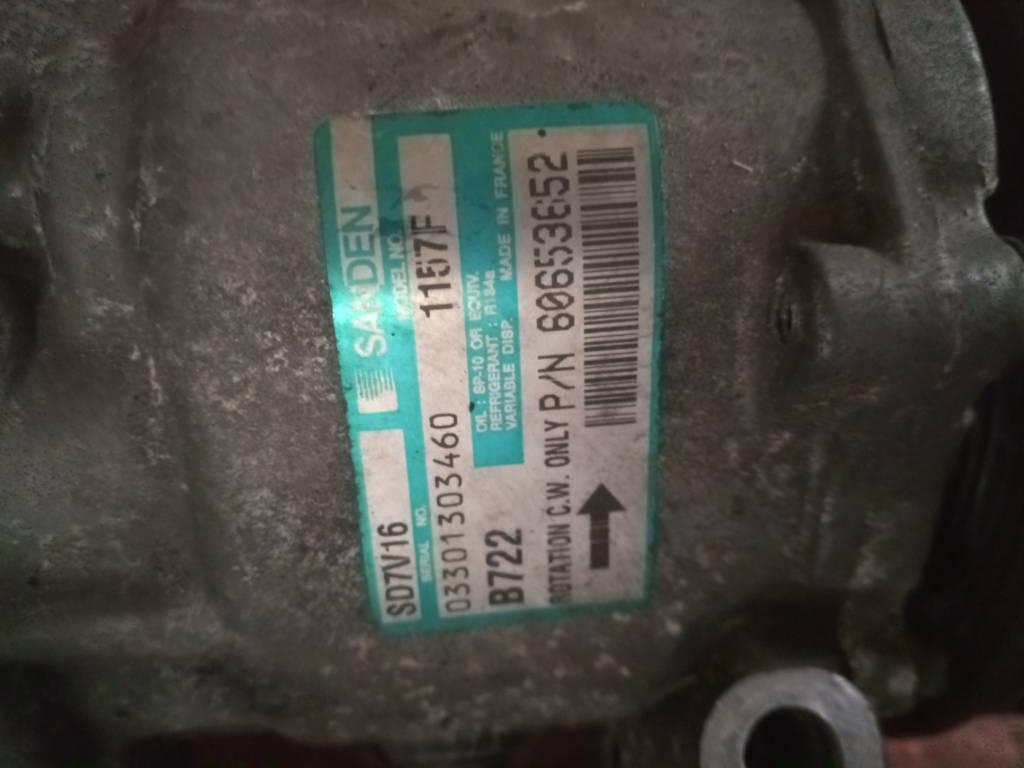 SANDEN
SD7V16
MODEL NO.
1157F
SERIAL NO.
03301303460
B722
OIL : SP-10 OR EQUIV.
REFRIGERANT : R134a
VARIABLE DISP. MADE IN FRANCE
ROTATION C.W. ONLY P/N 60653652